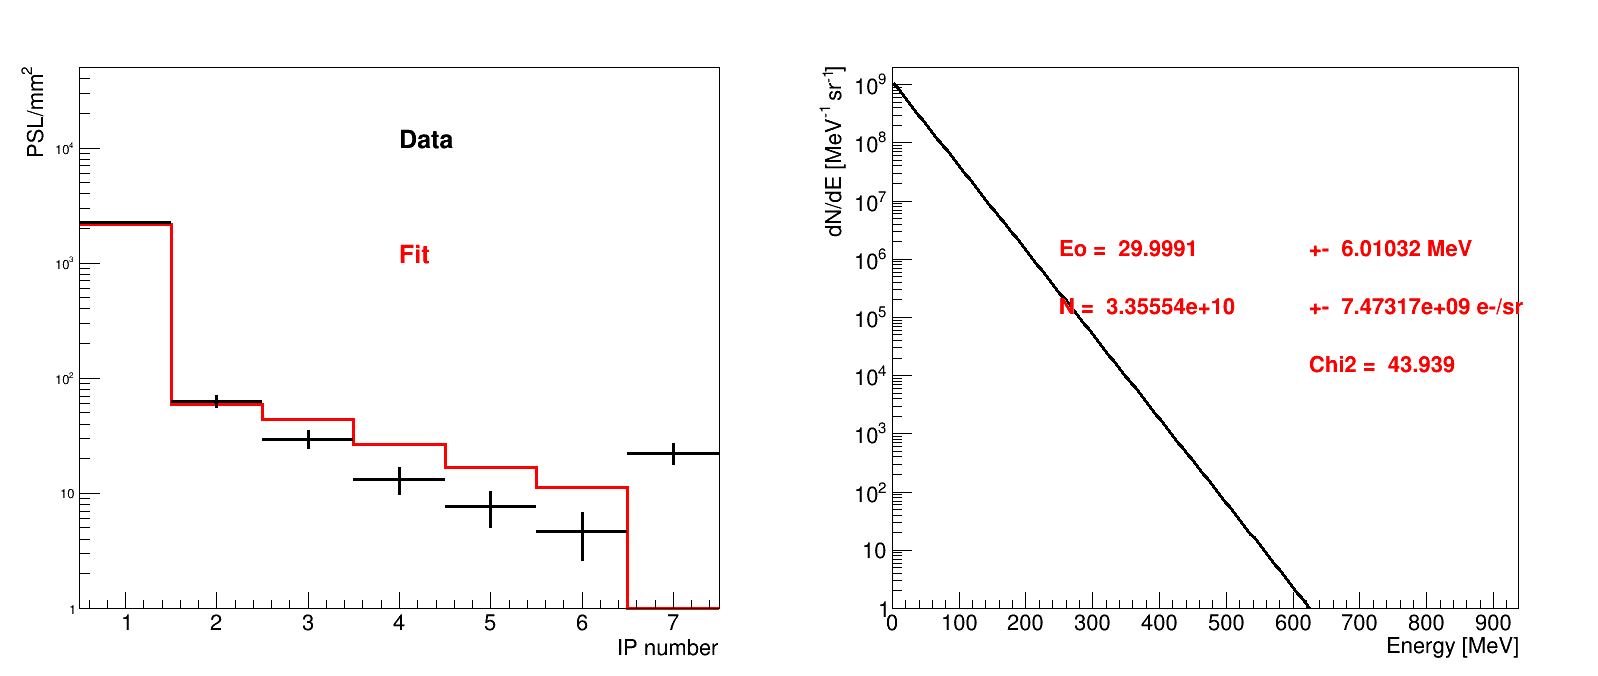 PSL/mm²
10⁴
10³
10²
10
1
Data
Fit
1 2 3 4 5 6 7
IP number
dN/dE [MeV⁻¹ sr⁻¹]
10⁹
10⁸
10⁷
10⁶
10⁵
10⁴
10³
10²
10
1
Eo = 29.9991 +- 6.01032 MeV
N = 3.35554e+10 +- 7.47317e+09 e-/sr
Chi2 = 43.939
0 100 200 300 400 500 600 700 800 900
Energy [MeV]